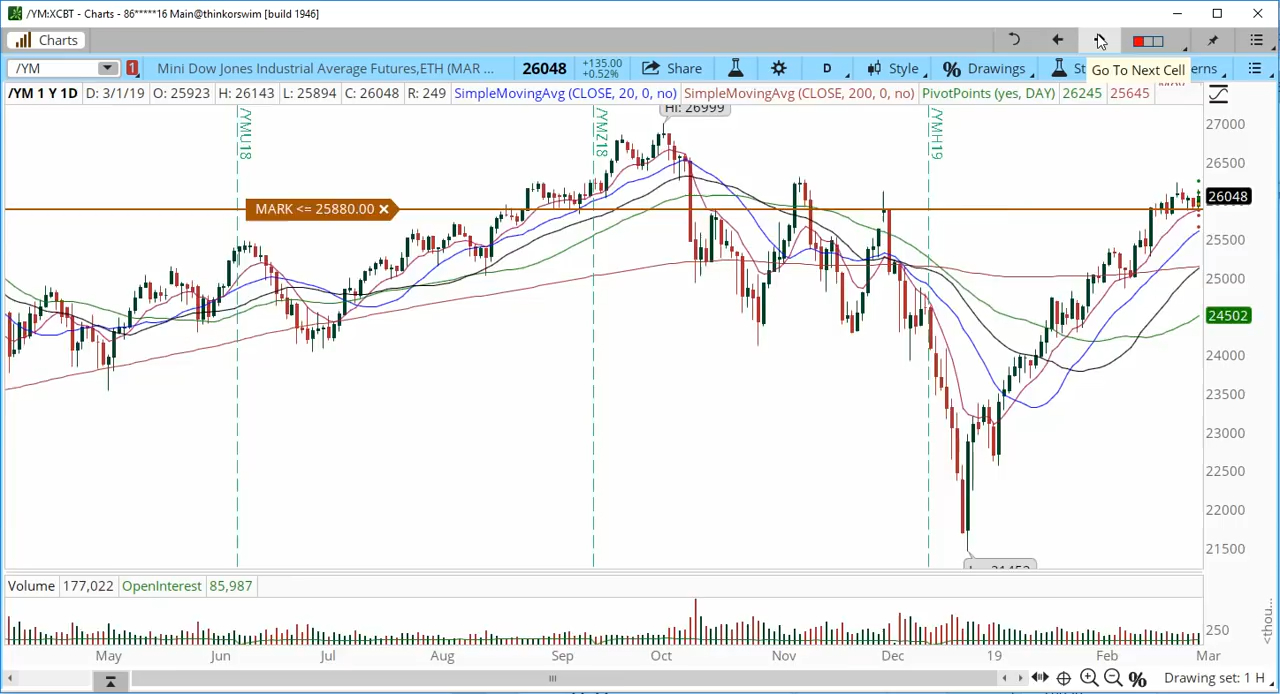 /YM:XCBT - Charts - 86*****16 Main@thinkorswim [build 1946]
Charts
/YM 1 Mini Dow Jones Industrial Average Futures,ETH (MAR ... 26048 +135.00 +0.52% Share D Style % Drawings
Go To Next Cell
/YM 1 Y 1D D: 3/1/19 O: 25923 H: 26143 L: 25894 C: 26048 R: 249 SimpleMovingAvg (CLOSE, 20, 0, no) SimpleMovingAvg (CLOSE, 200, 0, no) PivotPoints (yes, DAY) 26245 25645
Hi: 26999
/YMU18
/YMZ18
/YMH19
MARK <= 25880.00
27000
26500
26048
25500
25000
24502
24000
23500
23000
22500
22000
21500
Volume 177,022 OpenInterest 85,987
250
<thou...
May Jun Jul Aug Sep Oct Nov Dec 19 Feb Mar
% Drawing set: 1 H